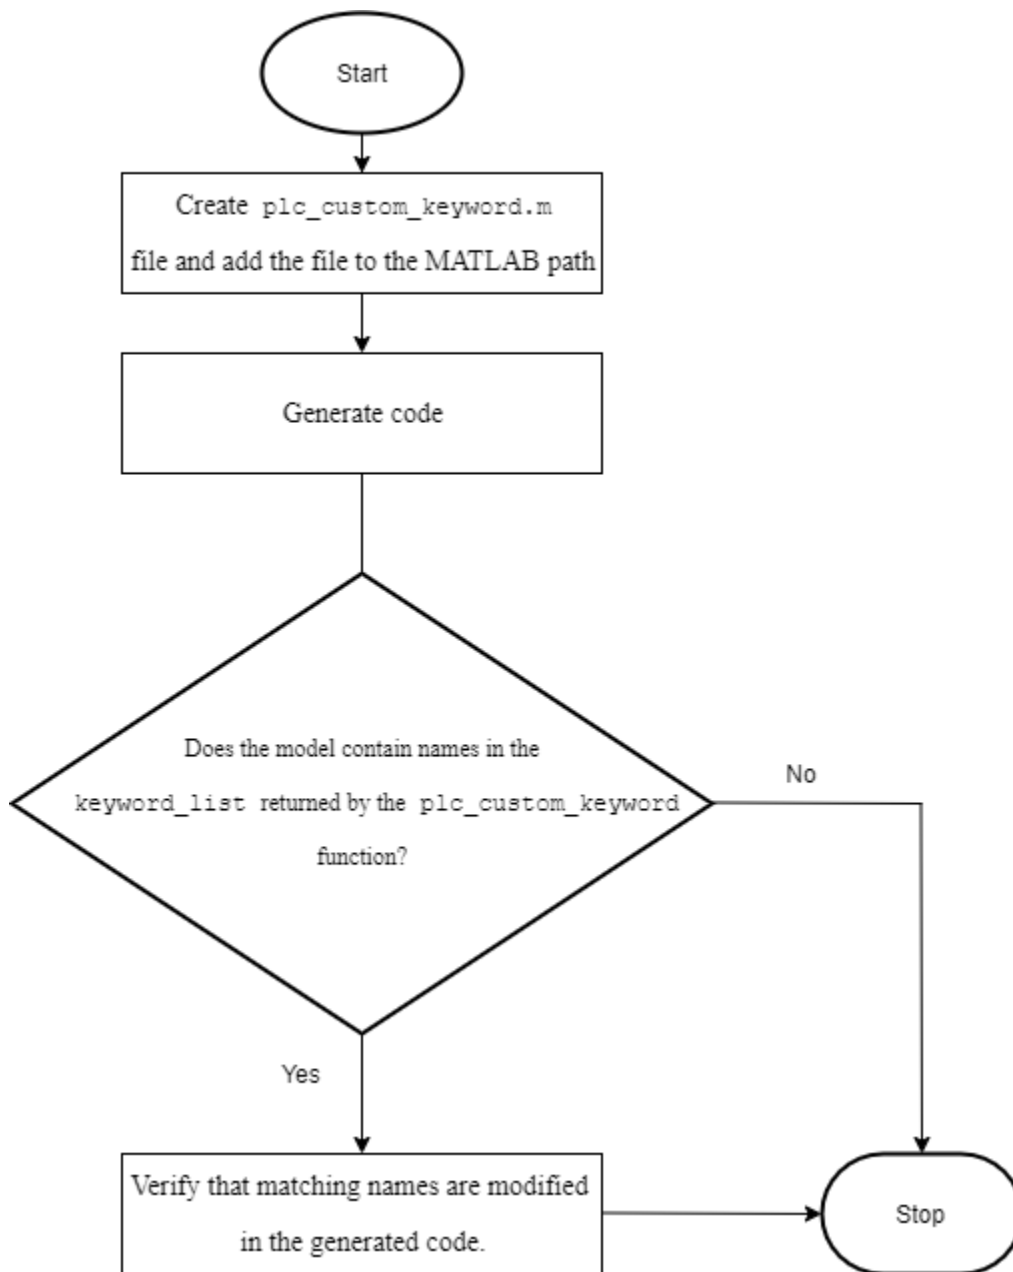 Start
Create plc_custom_keyword.m
file and add the file to the MATLAB path
Generate code
Does the model contain names in the
keyword_list returned by the plc_custom_keyword
function?
No
Yes
Verify that matching names are modified
in the generated code.
Stop